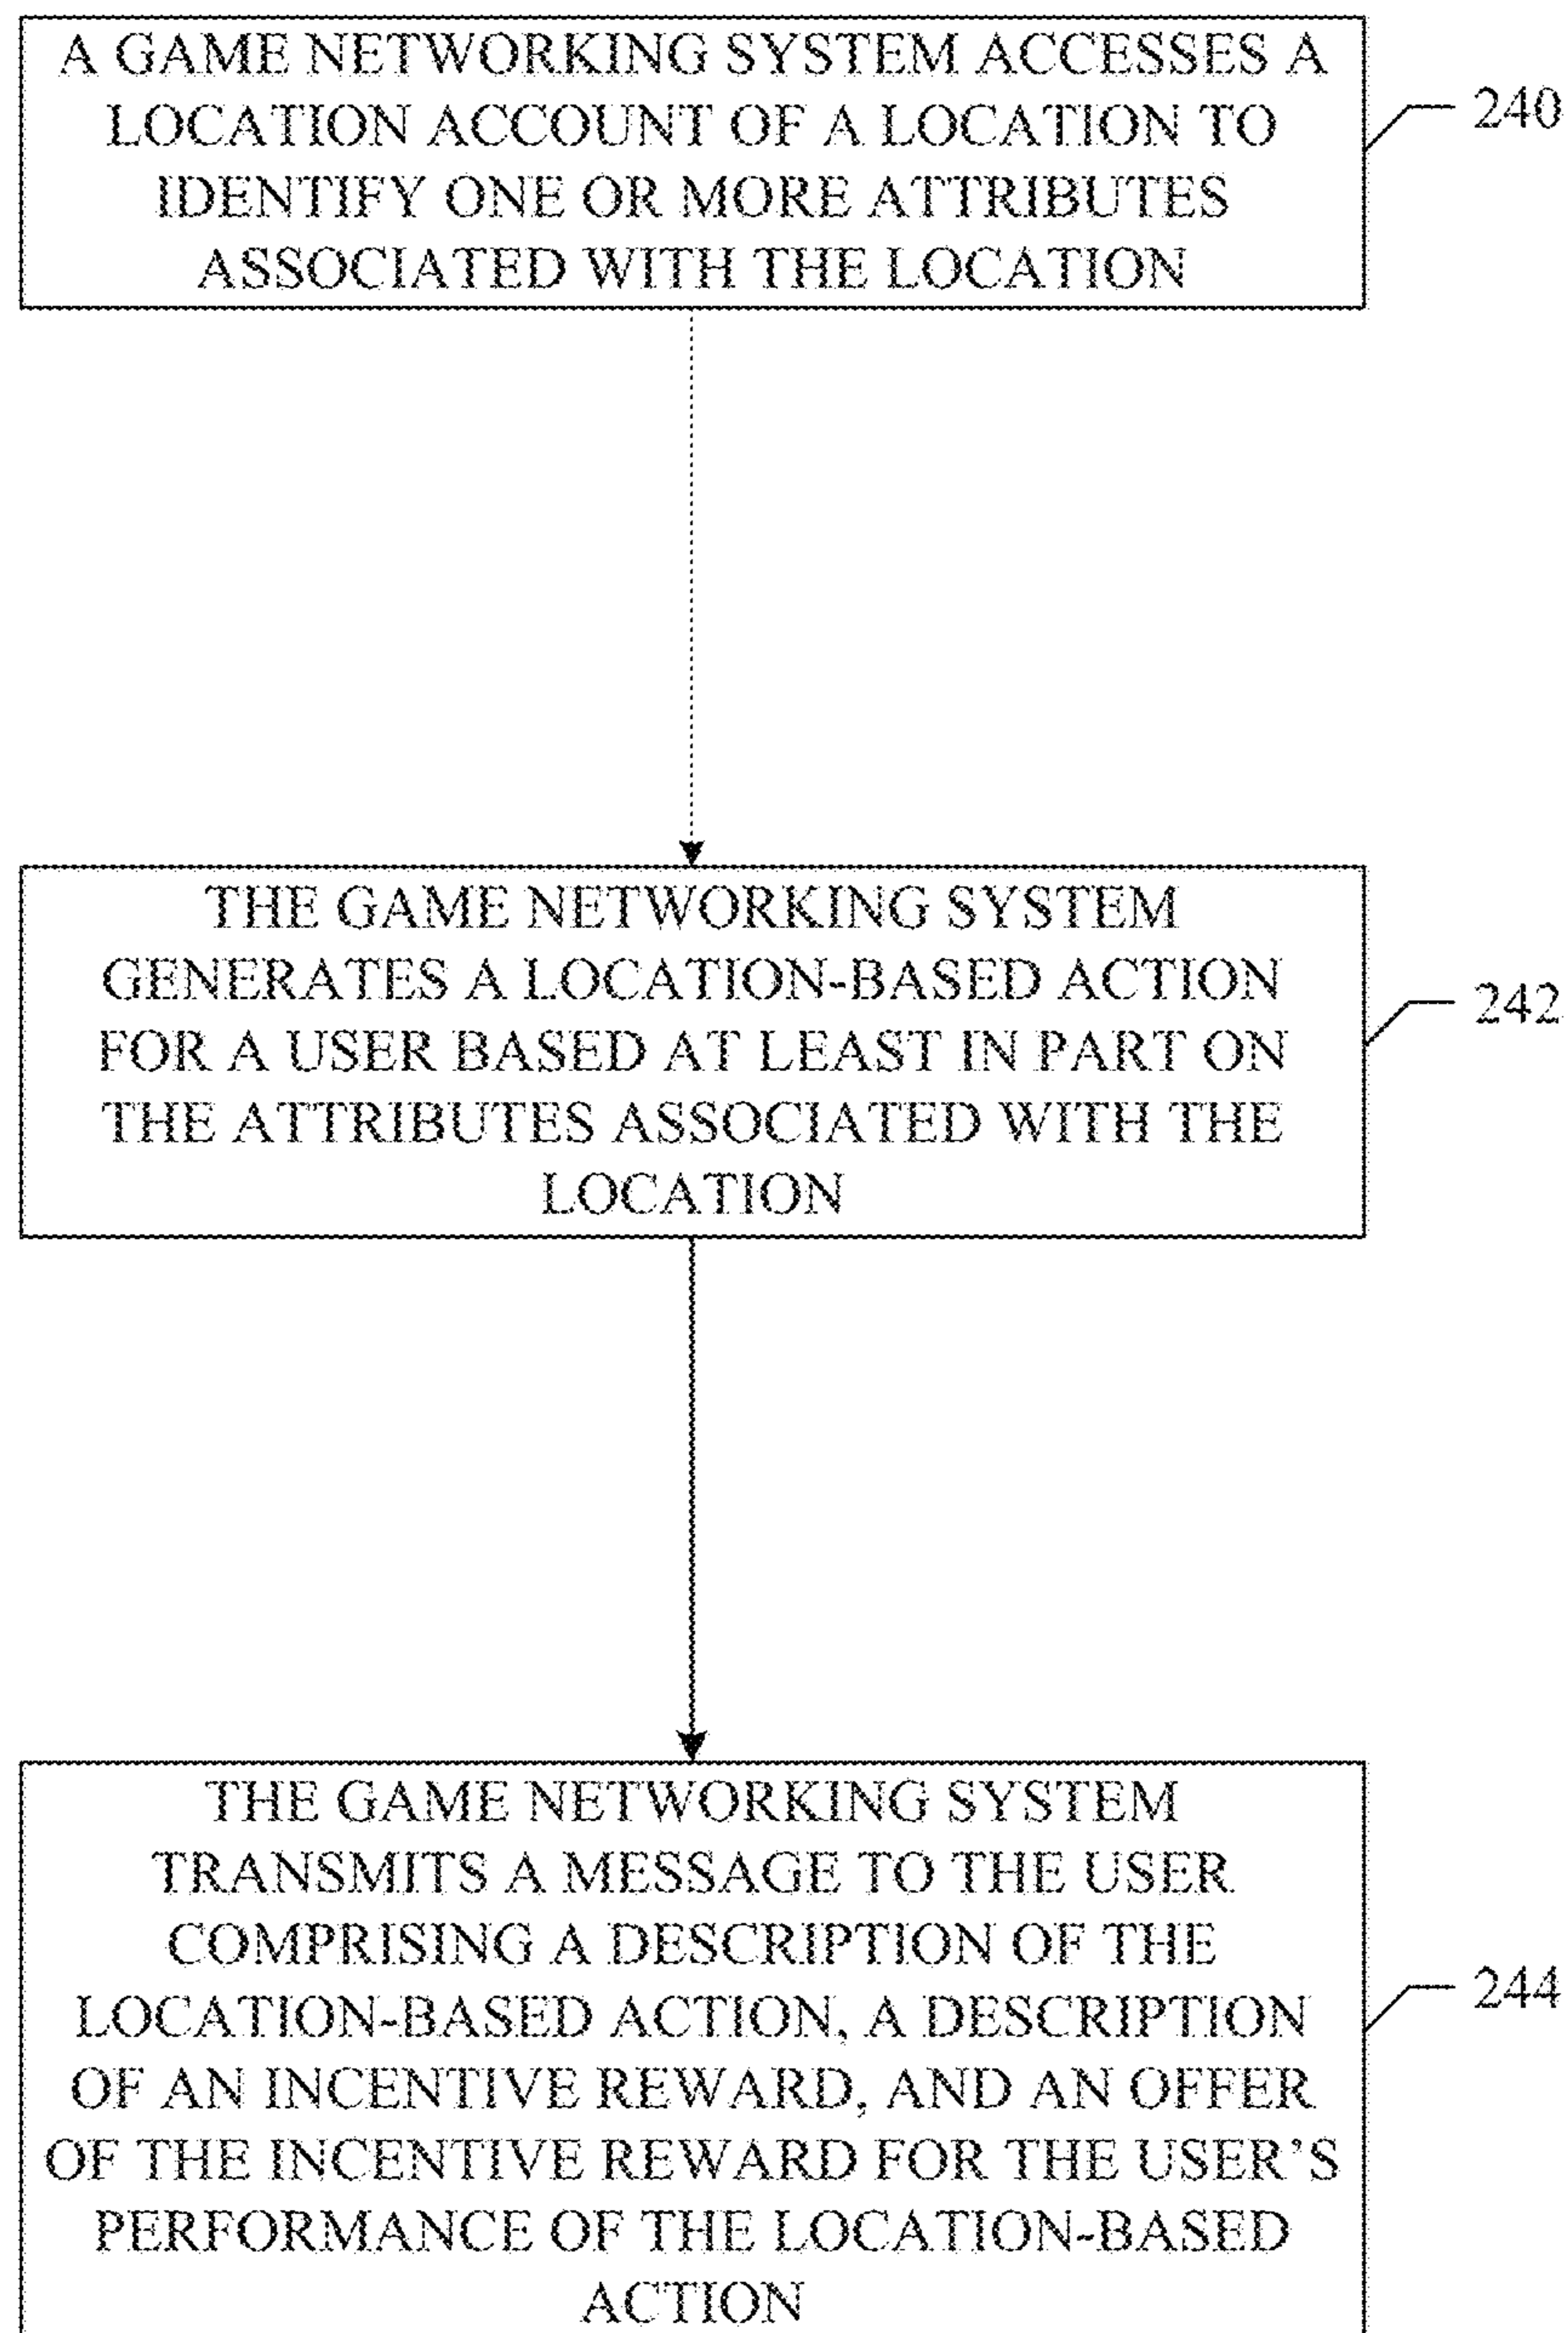 A GAME NETWORKING SYSTEM ACCESSES A
LOCATION ACCOUNT OF A LOCATION TO
IDENTIFY ONE OR MORE ATTRIBUTES
ASSOCIATED WITH THE LOCATION
240
THE GAME NETWORKING SYSTEM
GENERATES A LOCATION-BASED ACTION
FOR A USER BASED AT LEAST IN PART ON
THE ATTRIBUTES ASSOCIATED WITH THE
LOCATION
242
THE GAME NETWORKING SYSTEM
TRANSMITS A MESSAGE TO THE USER
COMPRISING A DESCRIPTION OF THE
LOCATION-BASED ACTION, A DESCRIPTION
OF AN INCENTIVE REWARD, AND AN OFFER
OF THE INCENTIVE REWARD FOR THE USER'S
PERFORMANCE OF THE LOCATION-BASED
ACTION
244